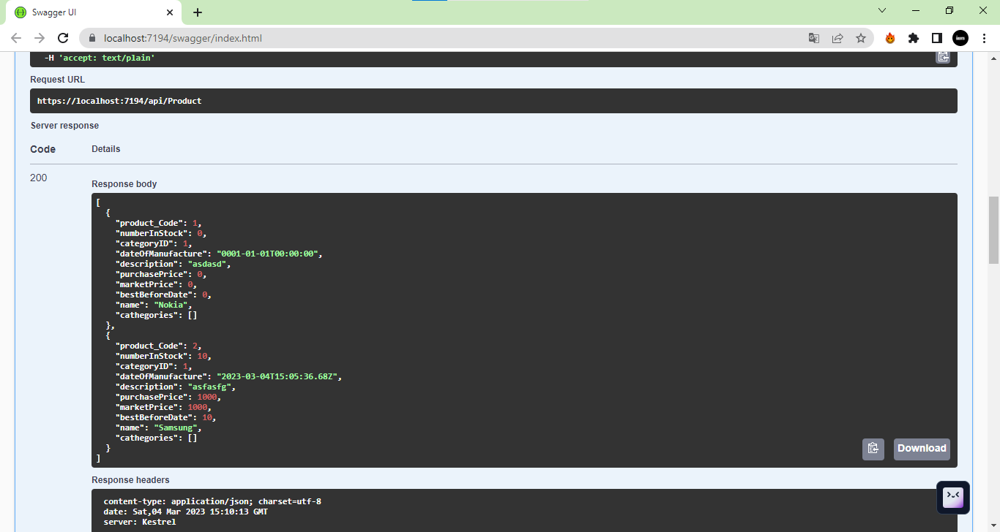 Swagger UI
localhost:7194/swagger/index.html
-H 'accept: text/plain'
Request URL
https://localhost:7194/api/Product
Server response
Code Details
200
Response body
[
{
"product_Code": 1,
"numberInStock": 0,
"categoryID": 1,
"dateOfManufacture": "0001-01-01T00:00:00",
"description": "asdasd",
"purchasePrice": 0,
"marketPrice": 0,
"bestBeforeDate": 0,
"name": "Nokia",
"cathegories": []
},
{
"product_Code": 2,
"numberInStock": 10,
"categoryID": 1,
"dateOfManufacture": "2023-03-04T15:05:36.68Z",
"description": "asfasfg",
"purchasePrice": 1000,
"marketPrice": 1000,
"bestBeforeDate": 10,
"name": "Samsung",
"cathegories": []
}
]
Download
Response headers
content-type: application/json; charset=utf-8
date: Sat,04 Mar 2023 15:10:13 GMT
server: Kestrel